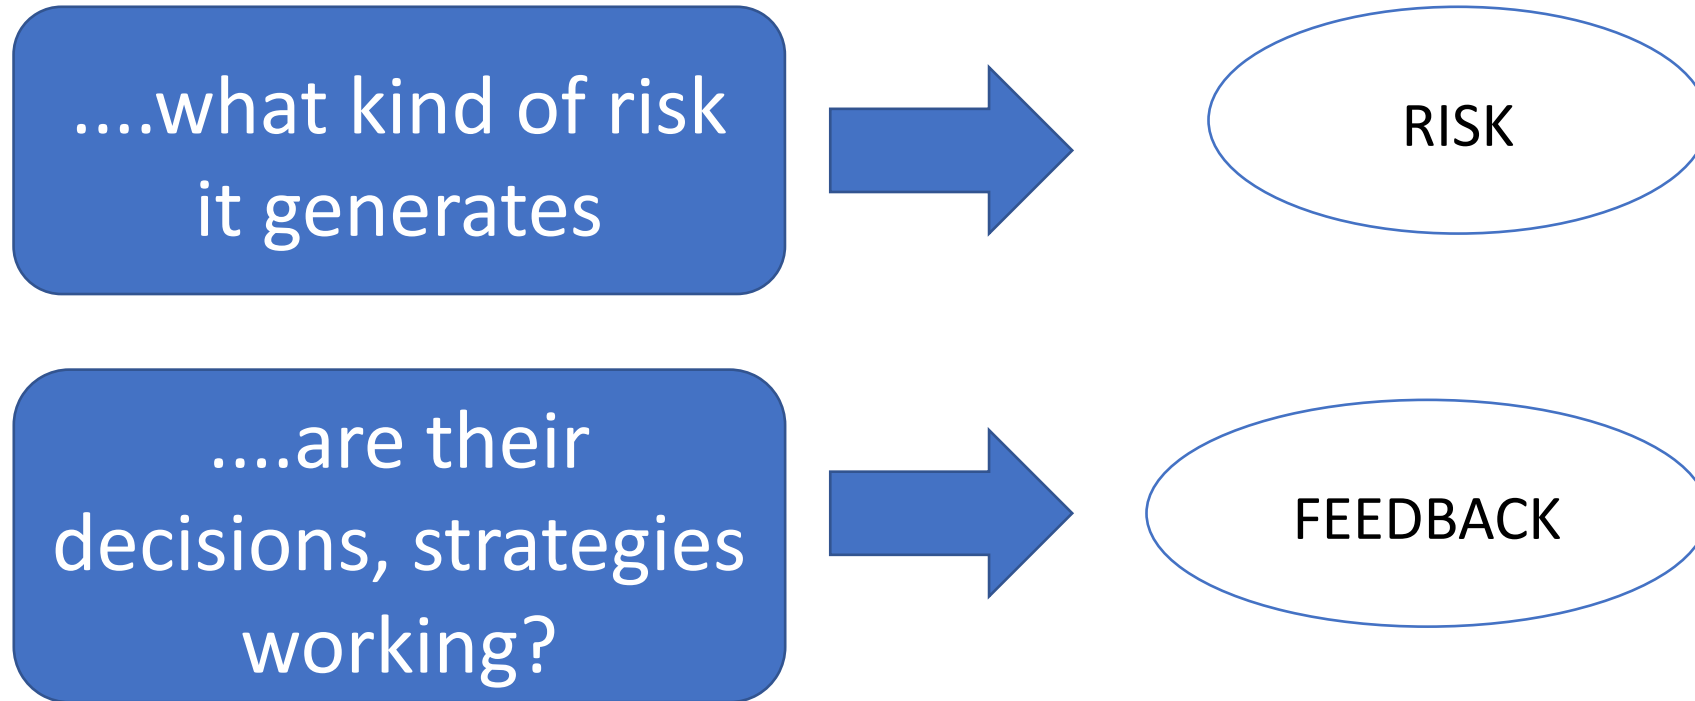 ....what kind of risk
it generates
RISK
....are their
decisions, strategies
working?
FEEDBACK